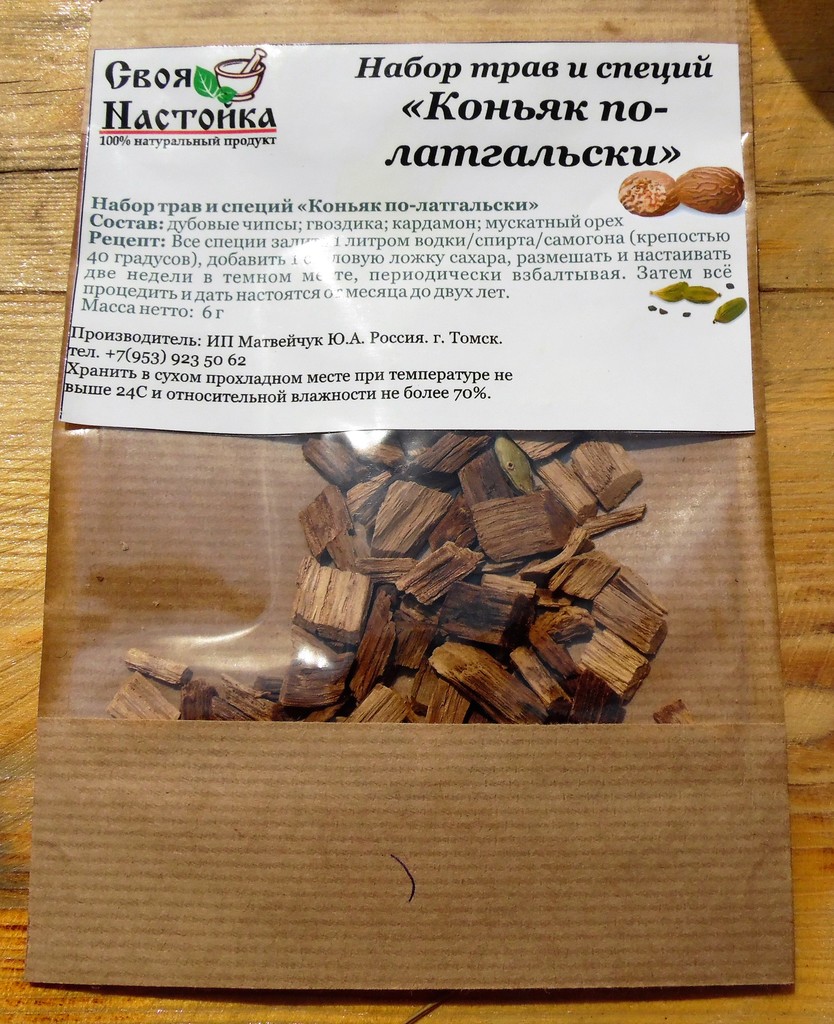 Своя
Настойка
100% натуральный продукт
Набор трав и специй
«Коньяк по-
латгальски»
Набор трав и специй «Коньяк по-латгальски»
Состав: дубовые чипсы; гвоздика; кардамон; мускатный орех
Рецепт: Все специи 1 литром водки/спирта/самогона (крепостью
40 градусов), добавить 1 ложку сахара, размешать и настаивать
две недели в темном месте, периодически взбалтывая. Затем всё
процедить и дать настоятся от месяца до двух лет.
Масса нетто: 6 г
Производитель: ИП Матвейчук Ю.А. Россия. г. Томск.
тел. +7(953) 923 50 62
Хранить в сухом прохладном месте при температуре не
выше 24С и относительной влажности не более 70%.